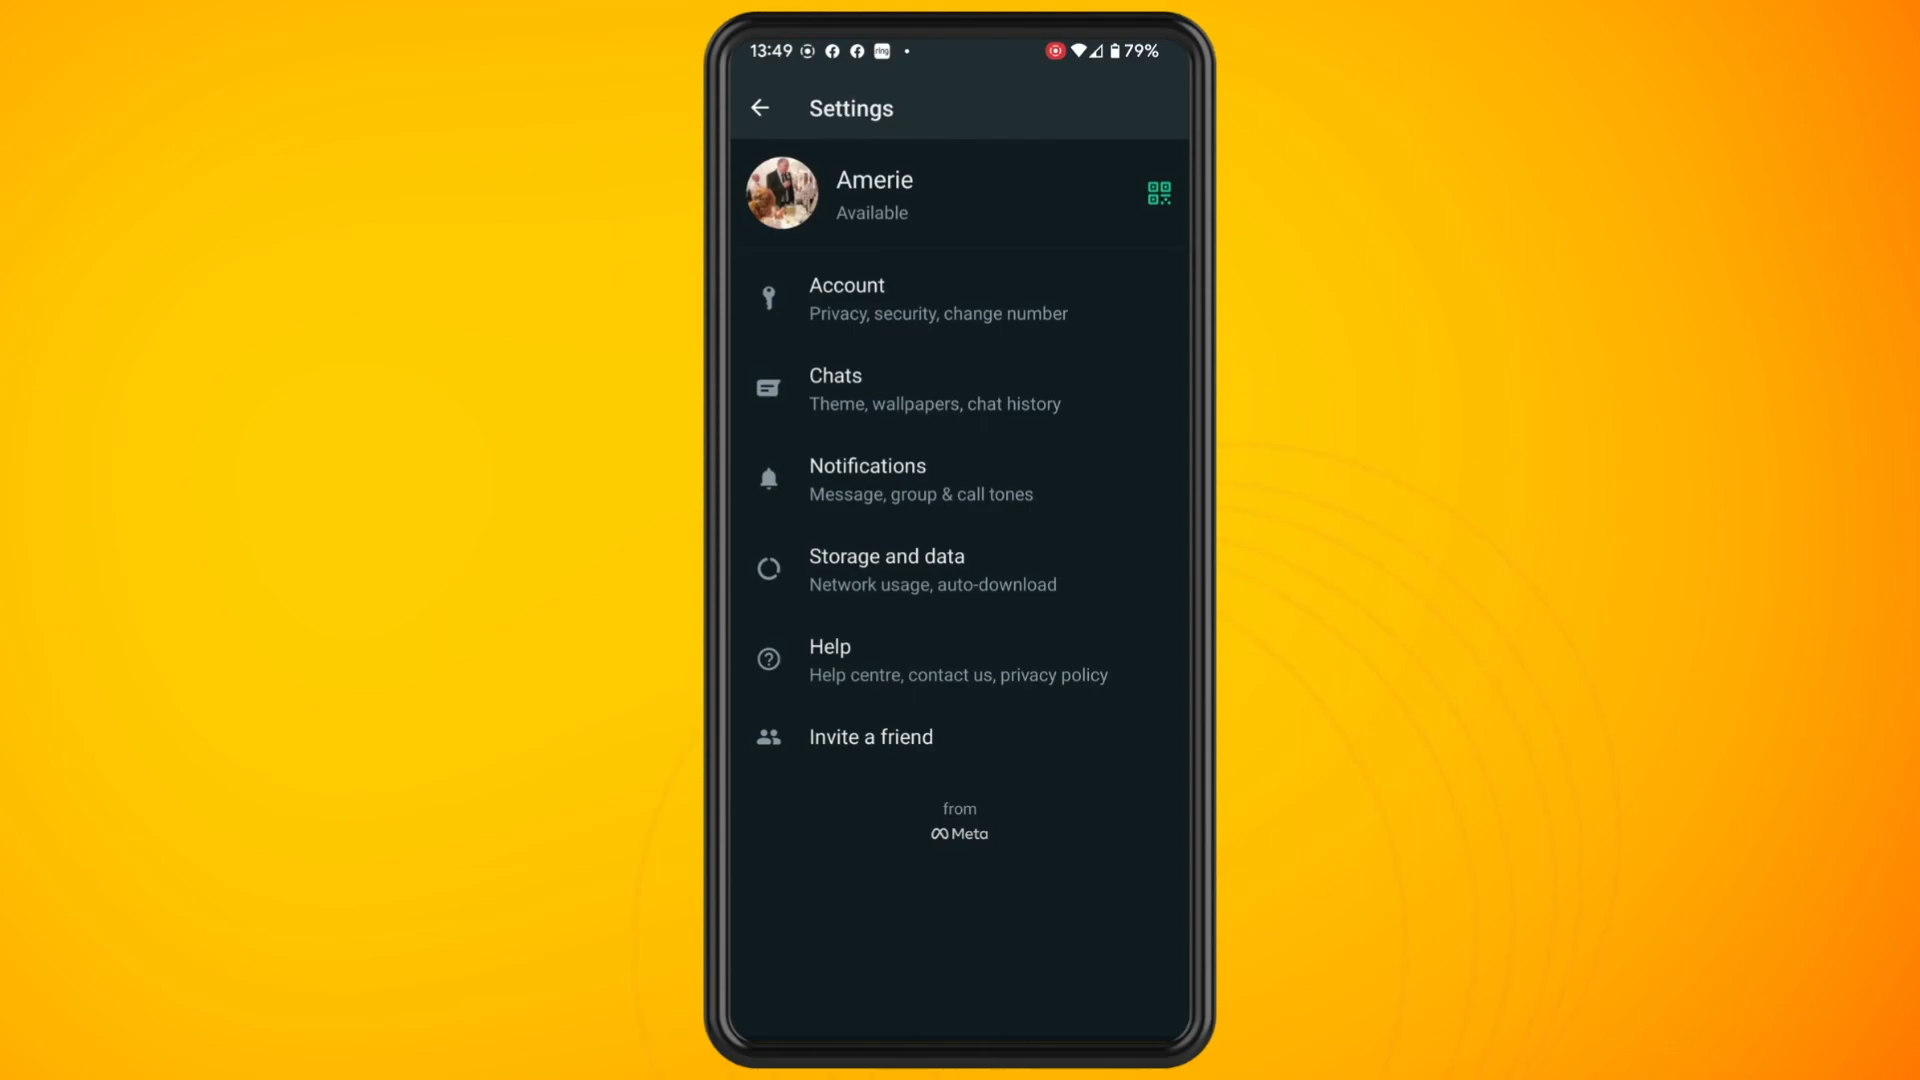 13:49 ring 79%
Settings
Amerie
Available
Account
Privacy, security, change number
Chats
Theme, wallpapers, chat history
Notifications
Message, group & call tones
Storage and data
Network usage, auto-download
Help
Help centre, contact us, privacy policy
Invite a friend
from
Meta